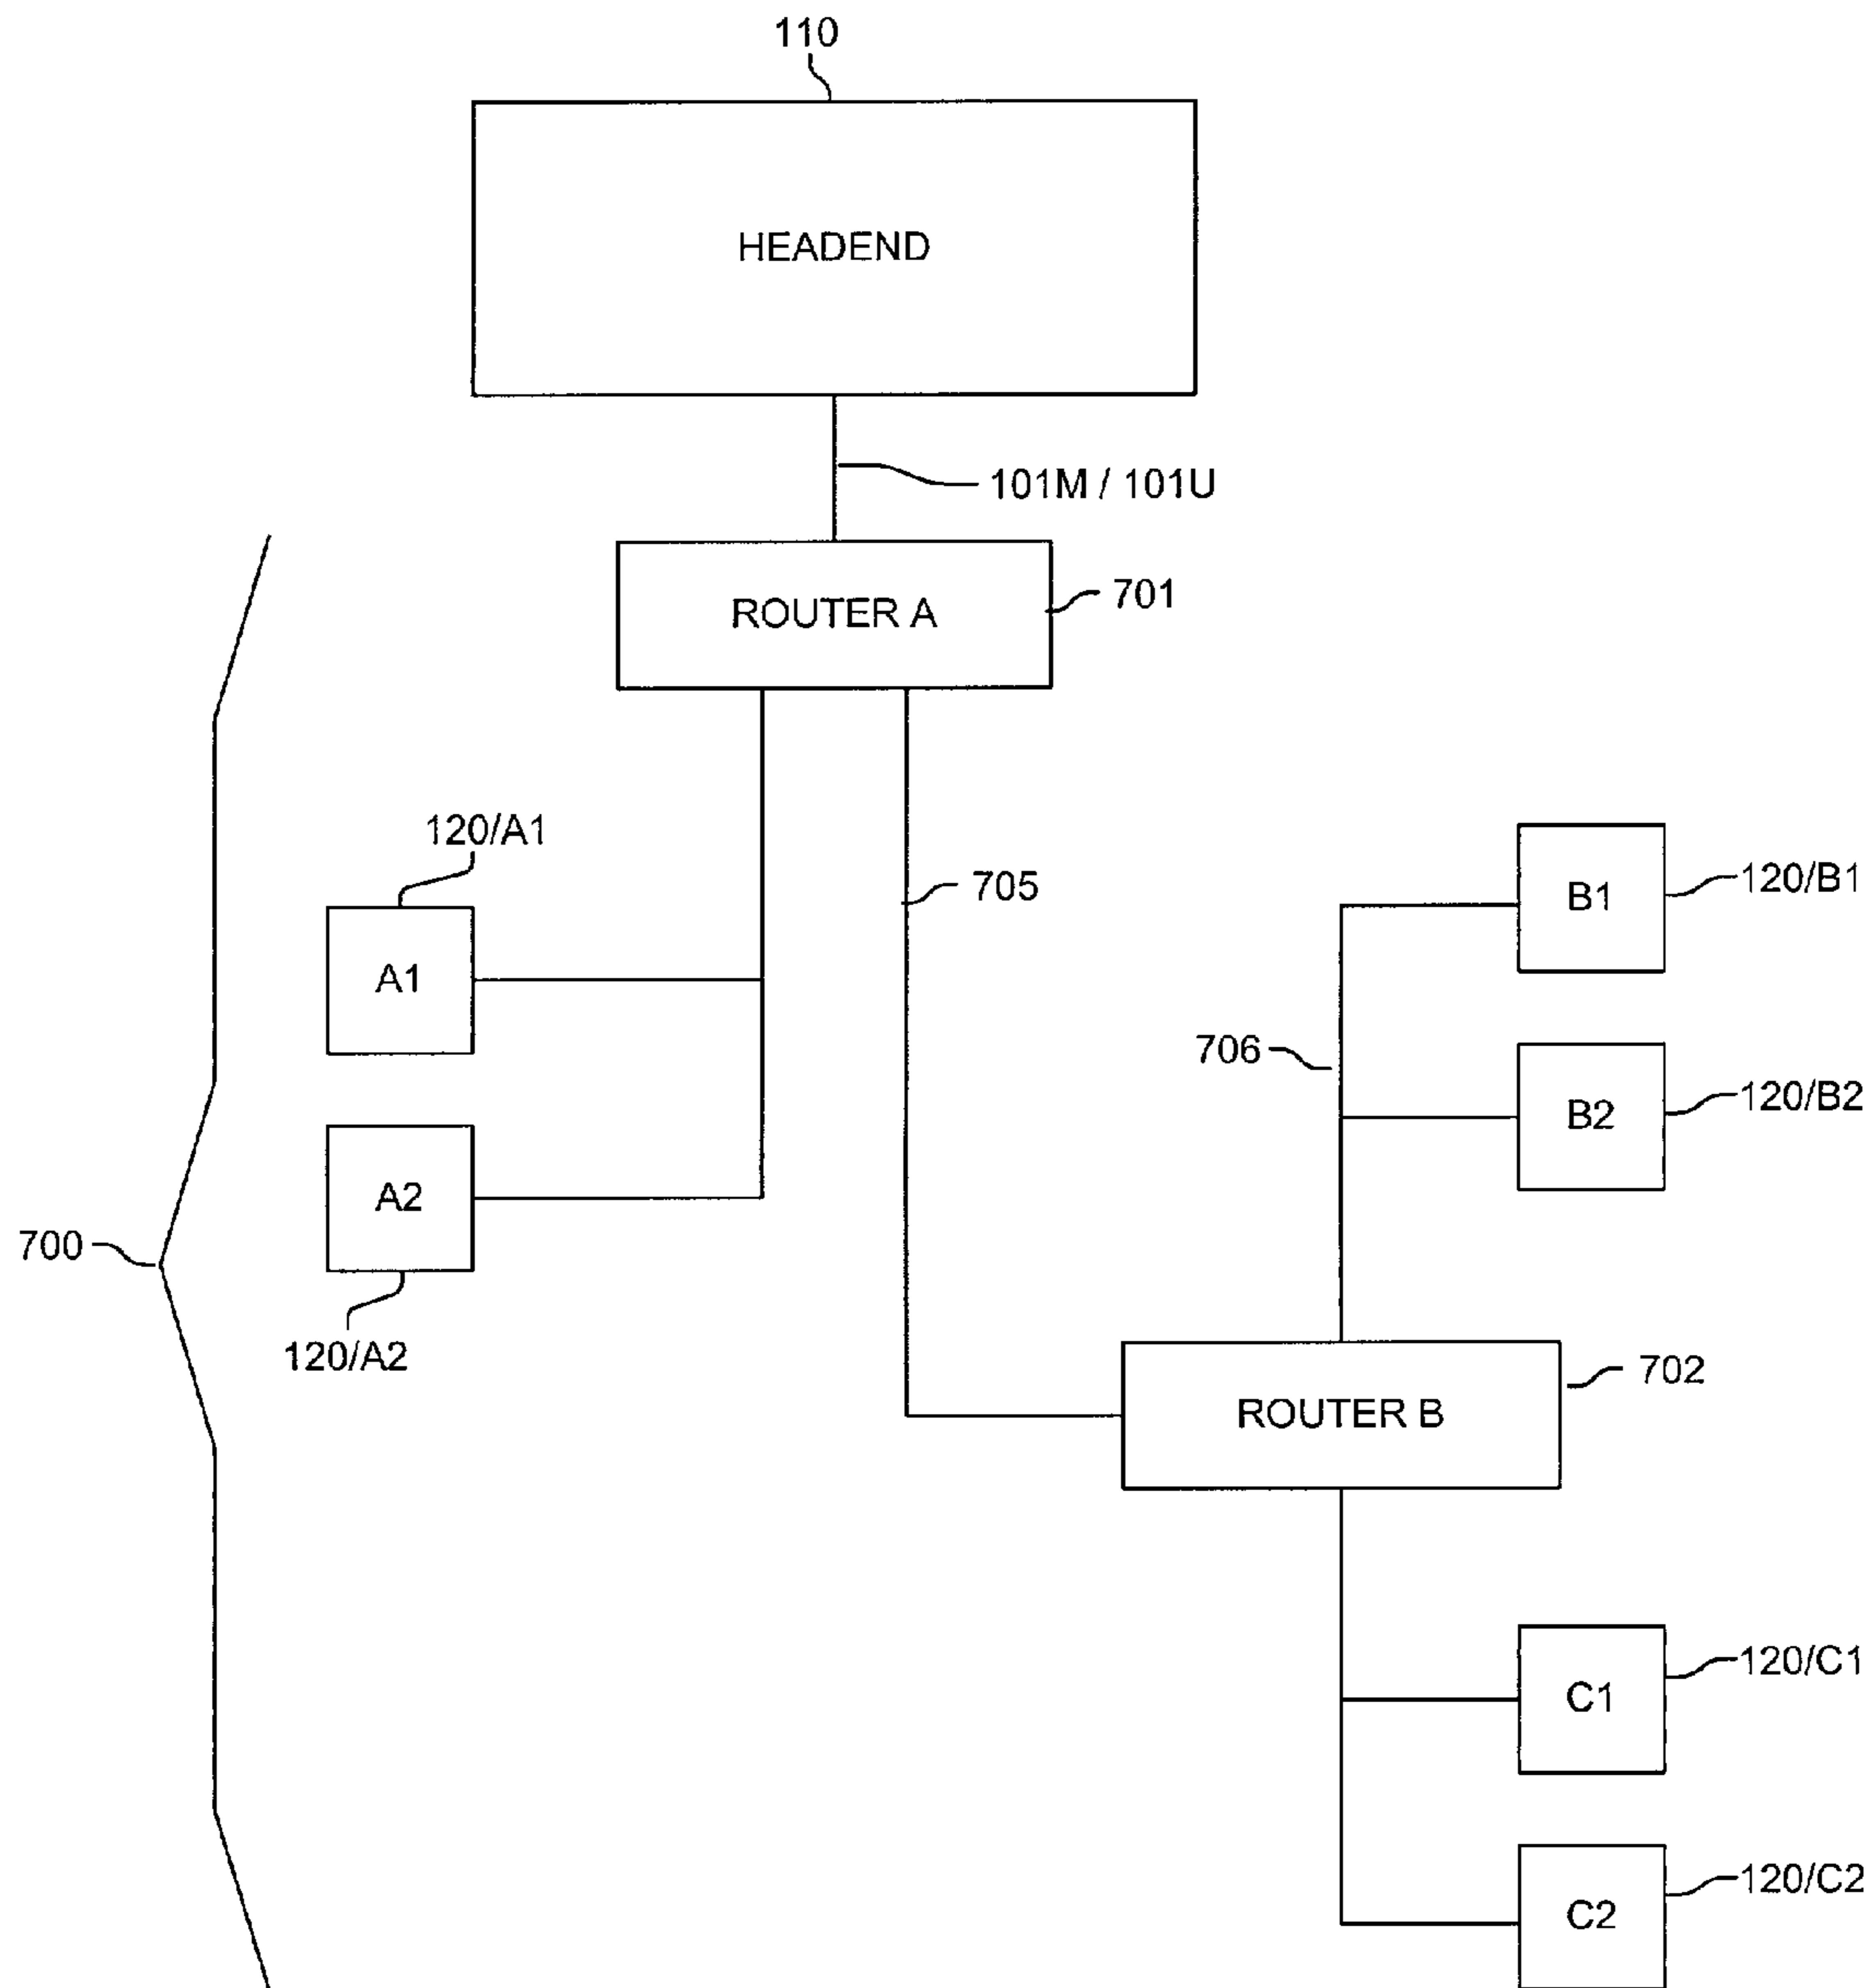 110
HEADEND
101M / 101U
ROUTER A
701
120/A1
705
B1
120/B1
A1
706
B2
120/B2
A2
700
120/A2
702
ROUTER B
C1
120/C1
C2
120/C2